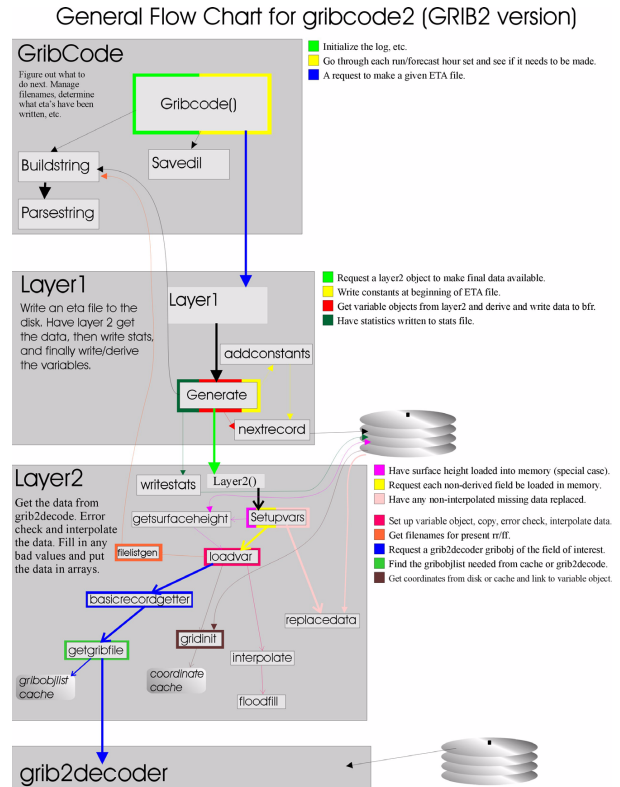 General Flow Chart for gribcode2 (GRIB2 version)
GribCode
Figure out what to
do next. Manage
filenames, determine
what eta's have been
written, etc.
Gribcode()
Buildstring
Savedil
Parsestring
Initialize the log, etc.
Go through each run/forecast hour set and see if it needs to be made.
A request to make a given ETA file.
Layer1
Write an eta file to the
disk. Have layer 2 get
the data, then write stats,
and finally write/derive
the variables.
Layer1
addconstants
Generate
nextrecord
Request a layer2 object to make final data available.
Write constants at beginning of ETA file.
Get variable objects from layer2 and derive and write data to bfr.
Have statistics written to stats file.
Layer2
Get the data from
grib2decode. Error
check and interpolate
the data. Fill in any
bad values and put
the data in arrays.
writestats
Layer2()
getsurfaceheight
Setupvars
filelistgen
loadvar
basicrecordgetter
replacedata
gridinit
getgribfile
interpolate
gribobjlist
cache
coordinate
cache
floodfill
Have surface height loaded into memory (special case).
Request each non-derived field be loaded in memory.
Have any non-interpolated missing data replaced.
Set up variable object, copy, error check, interpolate data.
Get filenames for present rr/ff.
Request a grib2decoder gribobj of the field of interest.
Find the gribobjlist needed from cache or grib2decode.
Get coordinates from disk or cache and link to variable object.
grib2decoder